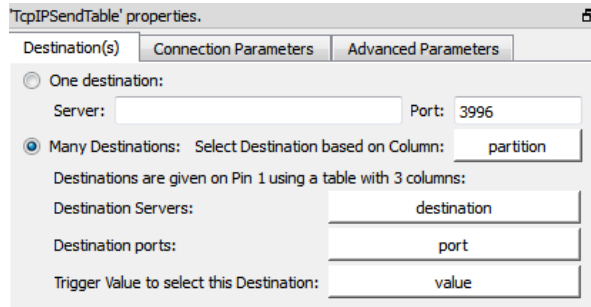 'TcpIPSendTable' properties.
Destination(s) Connection Parameters Advanced Parameters
One destination:
Server: Port: 3996
Many Destinations: Select Destination based on Column: partition
Destinations are given on Pin 1 using a table with 3 columns:
Destination Servers: destination
Destination ports: port
Trigger Value to select this Destination: value